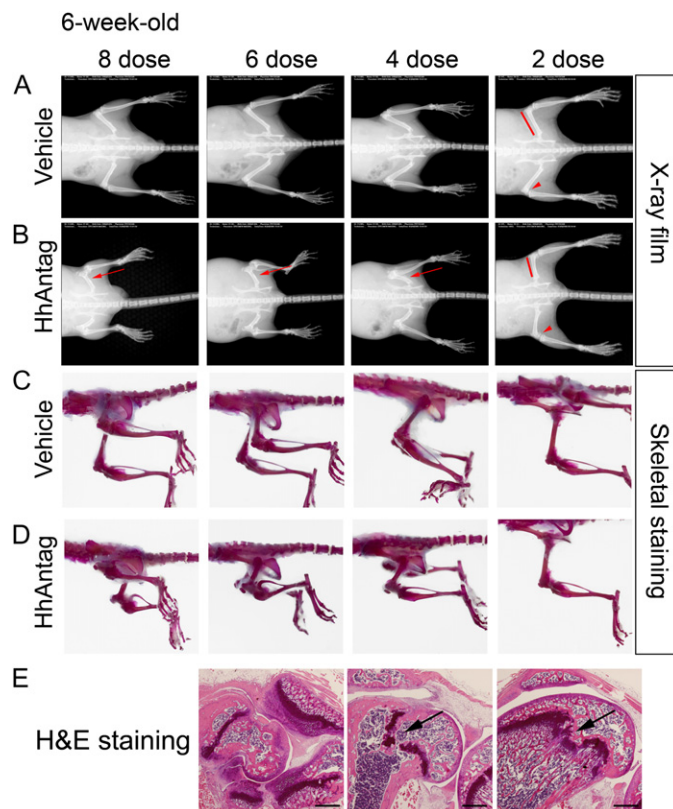 6-week-old
8 dose 6 dose 4 dose 2 dose
A
Vehicle
B
HhAntag
X-ray film
C
Vehicle
D
HhAntag
Skeletal staining
E
H&E staining